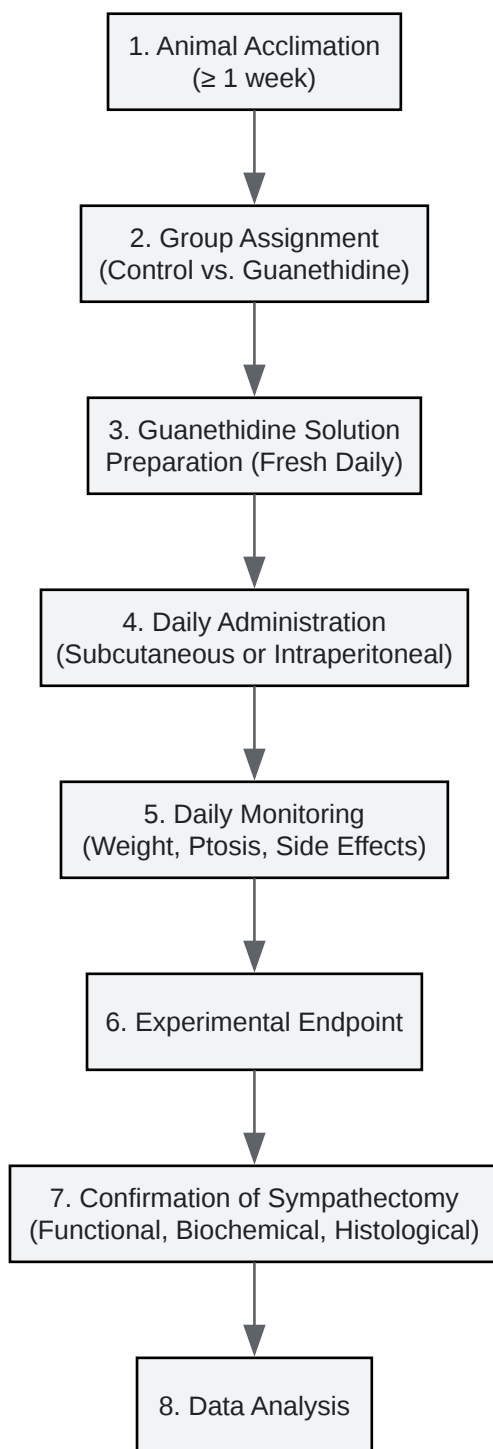 1. Animal Acclimation
(≥ 1 week)
2. Group Assignment
(Control vs. Guanethidine)
3. Guanethidine Solution
Preparation (Fresh Daily)
4. Daily Administration
(Subcutaneous or Intraperitoneal)
5. Daily Monitoring
(Weight, Ptosis, Side Effects)
6. Experimental Endpoint
7. Confirmation of Sympathectomy
(Functional, Biochemical, Histological)
8. Data Analysis